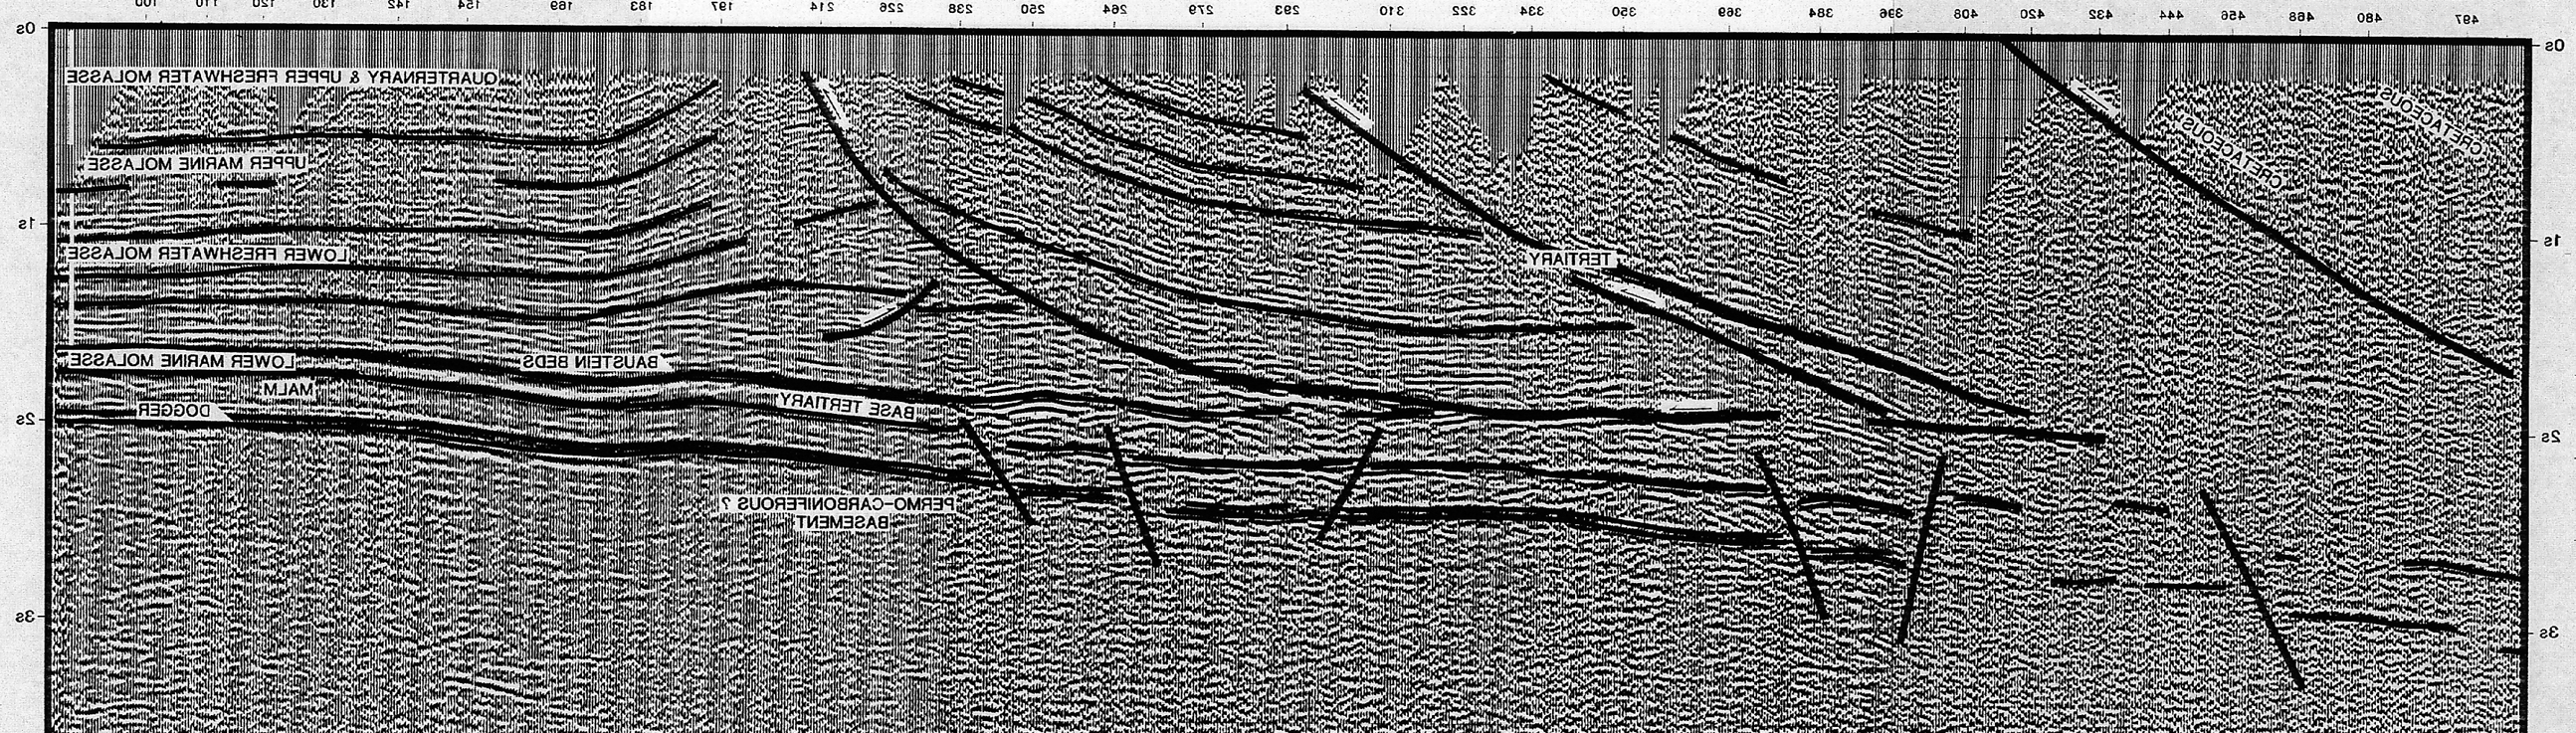 100 110 120 130 142 154 169 183 197 214 226 238 250 264 279 293 310 322 334 350 369 384 396 408 420 432 444 456 468 480 497
0s
0s
QUARTERNARY & UPPER FRESHWATER MOLASSE
CRETACEOUS
CRETACEOUS
UPPER MARINE MOLASSE
1s
1s
LOWER FRESHWATER MOLASSE
TERTIARY
LOWER MARINE MOLASSE
BAUSTEIN BEDS
MALM
BASE TERTIARY
DOGGER
2s
2s
PERMO-CARBONIFEROUS ?
BASEMENT
3s
3s